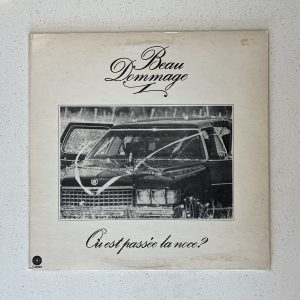 Beau
Dommage
Où est passée la noce?